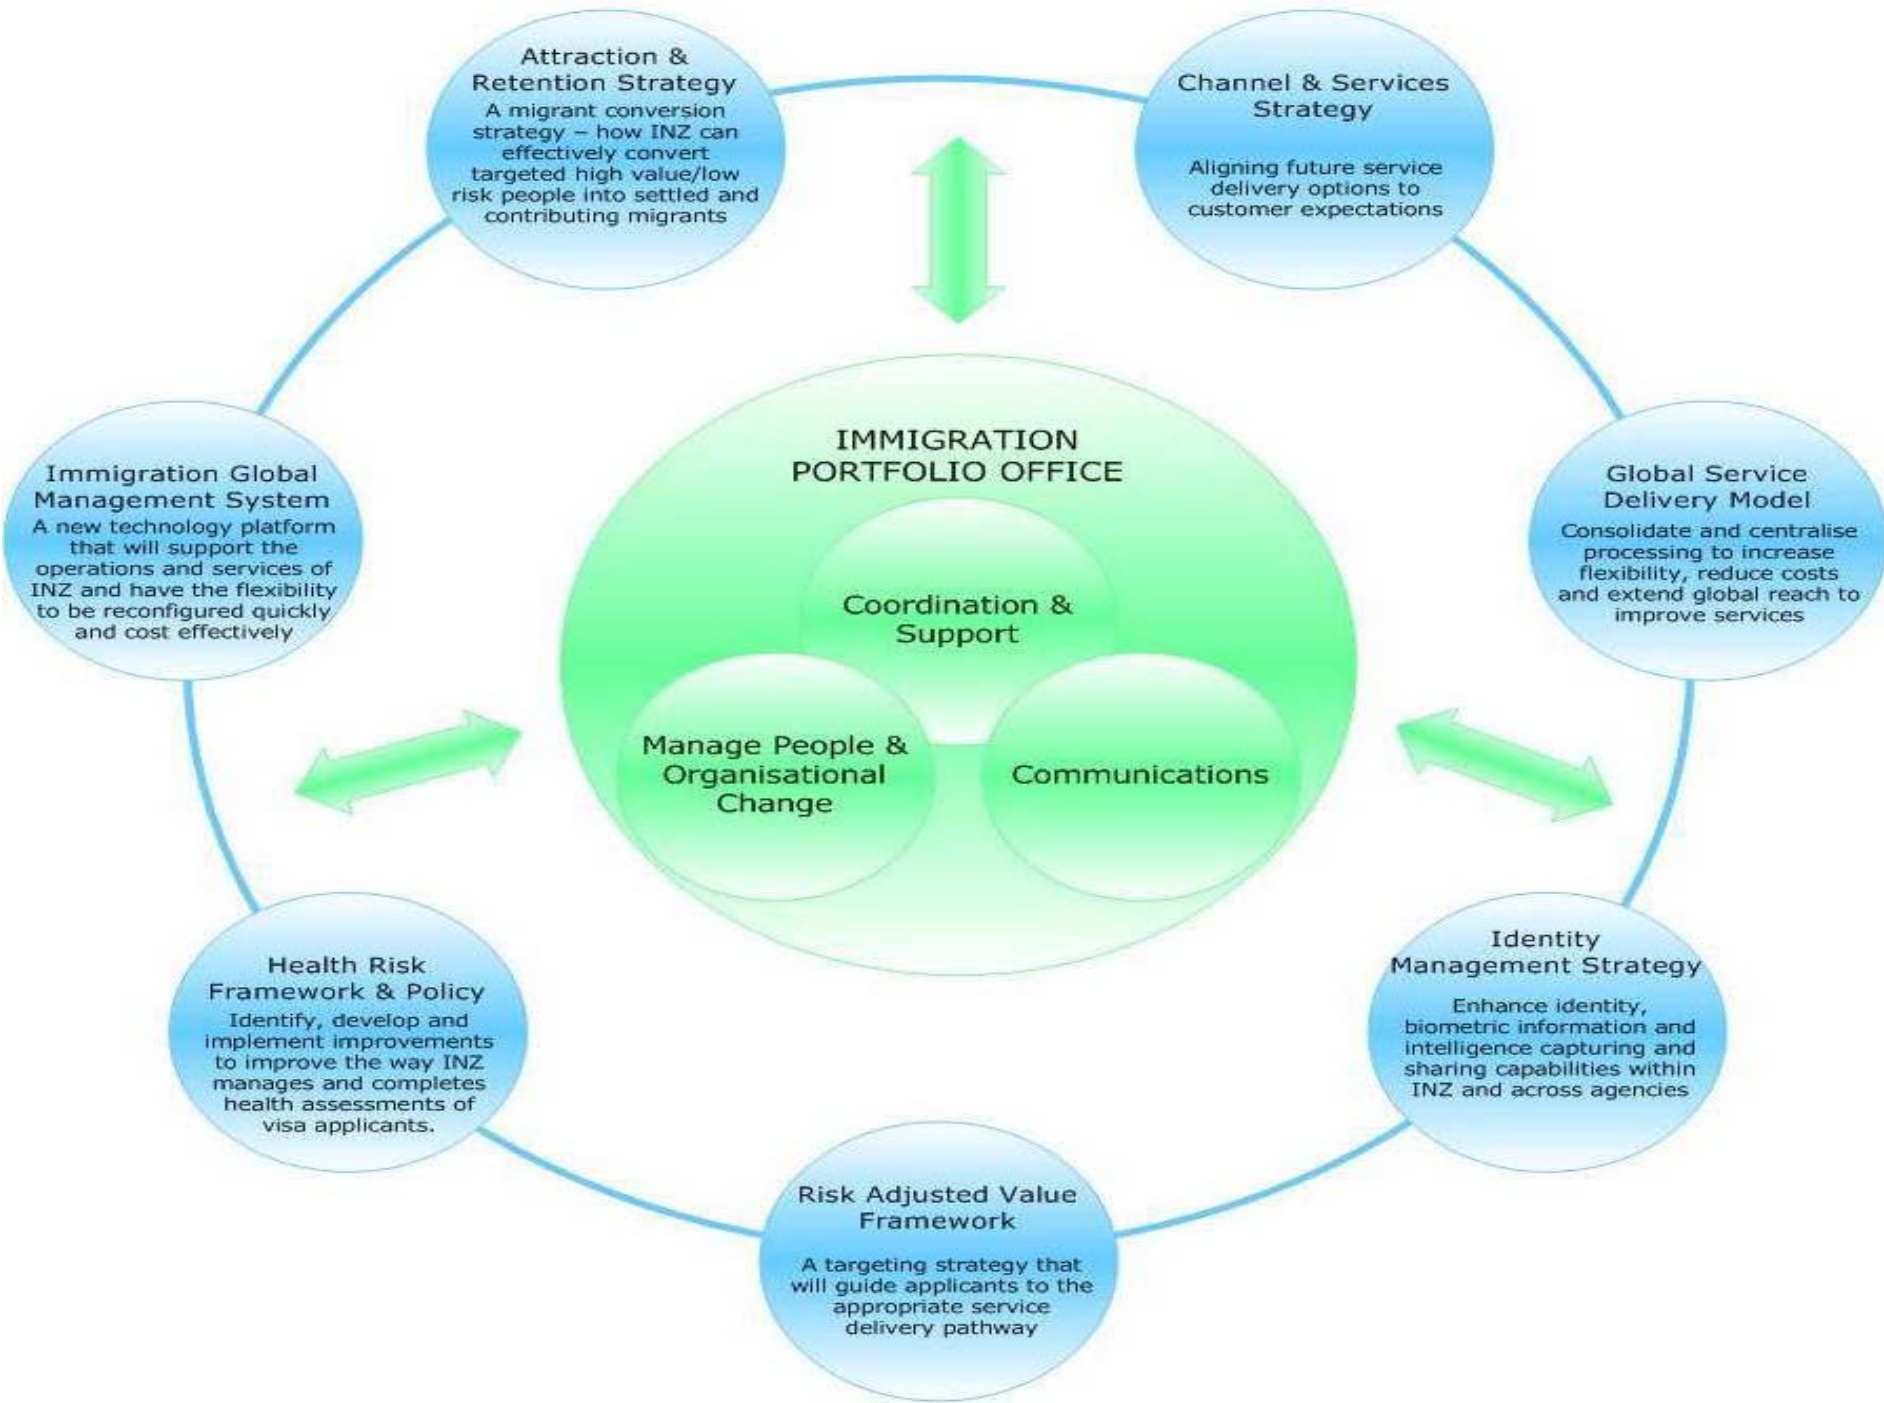 Attraction &
Retention Strategy
A migrant conversion
strategy – how INZ can
effectively convert
targeted high value/low
risk people into settled and
contributing migrants
Channel & Services
Strategy
Aligning future service
delivery options to
customer expectations
Immigration Global
Management System
A new technology platform
that will support the
operations and services of
INZ and have the flexibility
to be reconfigured quickly
and cost effectively
IMMIGRATION
PORTFOLIO OFFICE
Coordination &
Support
Manage People &
Organisational
Change
Communications
Global Service
Delivery Model
Consolidate and centralise
processing to increase
flexibility, reduce costs
and extend global reach to
improve services
Health Risk
Framework & Policy
Identify, develop and
implement improvements
to improve the way INZ
manages and completes
health assessments of
visa applicants.
Identity
Management Strategy
Enhance identity,
biometric information and
intelligence capturing and
sharing capabilities within
INZ and across agencies
Risk Adjusted Value
Framework
A targeting strategy that
will guide applicants to the
appropriate service
delivery pathway